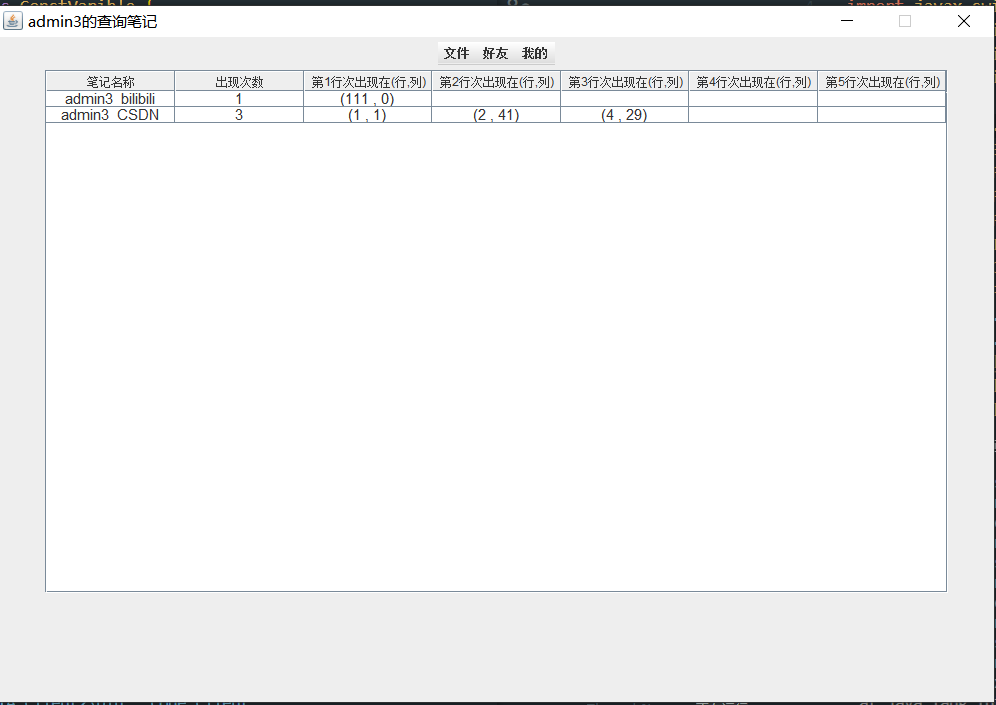 admin3的查询笔记
文件 好友 我的
笔记名称 出现次数 第1行次出现在(行,列) 第2行次出现在(行,列) 第3行次出现在(行,列) 第4行次出现在(行,列) 第5行次出现在(行,列)
admin3_bilibili 1 (111 , 0)
admin3_CSDN 3 (1 , 1) (2 , 41) (4 , 29)